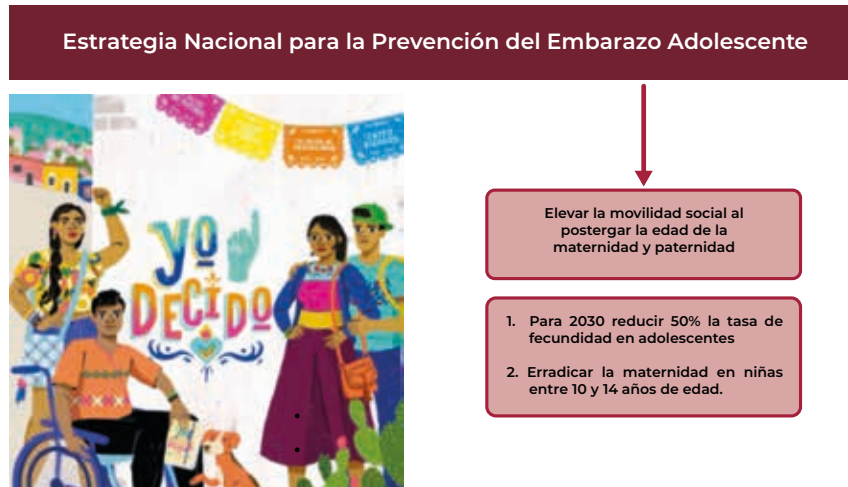 Estrategia Nacional para la Prevención del Embarazo Adolescente
yo
DECIDO
Elevar la movilidad social al
postergar la edad de la
maternidad y paternidad
1. Para 2030 reducir 50% la tasa de
fecundidad en adolescentes
2. Erradicar la maternidad en niñas
entre 10 y 14 años de edad.